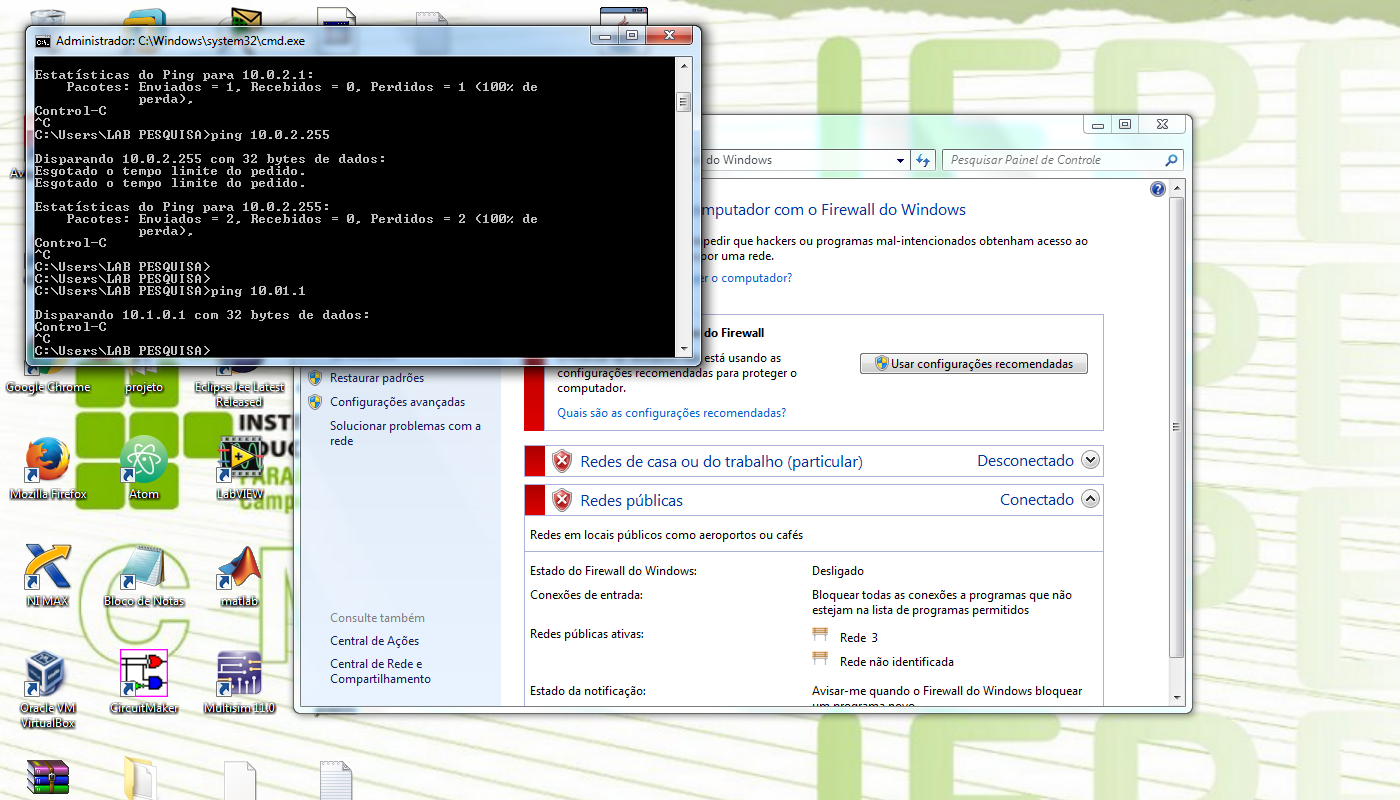 Administrador: C:\Windows\system32\cmd.exe
Estatísticas do Ping para 10.0.2.1:
Pacotes: Enviados = 1, Recebidos = 0, Perdidos = 1 (100% de
perda),
Control-C
^C
C:\Users\LAB PESQUISA>ping 10.0.2.255
Disparando 10.0.2.255 com 32 bytes de dados:
Esgotado o tempo limite do pedido.
Esgotado o tempo limite do pedido.
Estatísticas do Ping para 10.0.2.255:
Pacotes: Enviados = 2, Recebidos = 0, Perdidos = 2 (100% de
perda),
Control-C
^C
C:\Users\LAB PESQUISA>
C:\Users\LAB PESQUISA>
C:\Users\LAB PESQUISA>ping 10.01.1
Disparando 10.1.0.1 com 32 bytes de dados:
Control-C
^C
C:\Users\LAB PESQUISA>
do Windows
Pesquisar Painel de Controle
mputador com o Firewall do Windows
pedir que hackers ou programas mal-intencionados obtenham acesso ao
por uma rede.
er o computador?
do Firewall
está usando as
configurações recomendadas para proteger o
computador.
Usar configurações recomendadas
Quais são as configurações recomendadas?
Restaurar padrões
Configurações avançadas
Solucionar problemas com a
rede
Redes de casa ou do trabalho (particular)
Desconectado
Redes públicas
Conectado
Redes em locais públicos como aeroportos ou cafés
Estado do Firewall do Windows:
Desligado
Conexões de entrada:
Bloquear todas as conexões a programas que não
estejam na lista de programas permitidos
Redes públicas ativas:
Rede 3
Rede não identificada
Estado da notificação:
Avisar-me quando o Firewall do Windows bloquear
um programa novo
Consulte também
Central de Ações
Central de Rede e
Compartilhamento
Google Chrome
projeto
Eclipse Jee Latest
Released
Mozilla Firefox
Atom
LabVIEW
NI MAX
Bloco de Notas
matlab
Oracle VM
VirtualBox
CircuitMaker
Multisim 11.0
INSTI
DUC
PARA
Camp
IFPE